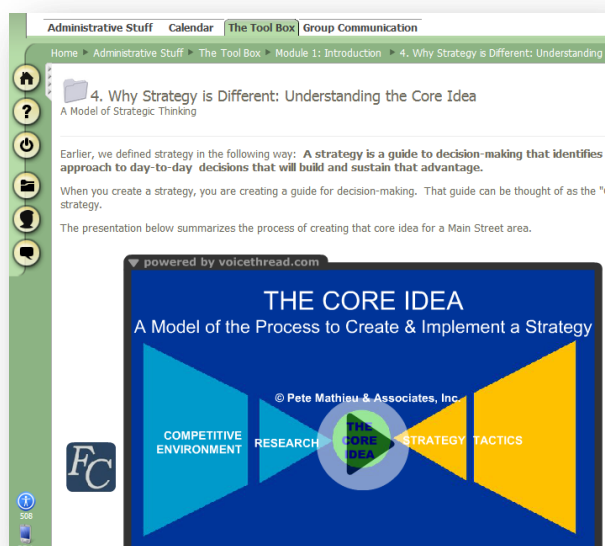 Administrative Stuff Calendar The Tool Box Group Communication
Home Administrative Stuff The Tool Box Module 1: Introduction 4. Why Strategy is Different: Understanding
4. Why Strategy is Different: Understanding the Core Idea
A Model of Strategic Thinking
Earlier, we defined strategy in the following way: A strategy is a guide to decision-making that identifies
approach to day-to-day decisions that will build and sustain that advantage.
When you create a strategy, you are creating a guide for decision-making. That guide can be thought of as the "
strategy.
The presentation below summarizes the process of creating that core idea for a Main Street area.
powered by voicethread.com
THE CORE IDEA
A Model of the Process to Create & Implement a Strategy
© Pete Mathieu & Associates, Inc.
COMPETITIVE
ENVIRONMENT
RESEARCH
THE
CORE
IDEA
STRATEGY
TACTICS
FC
508